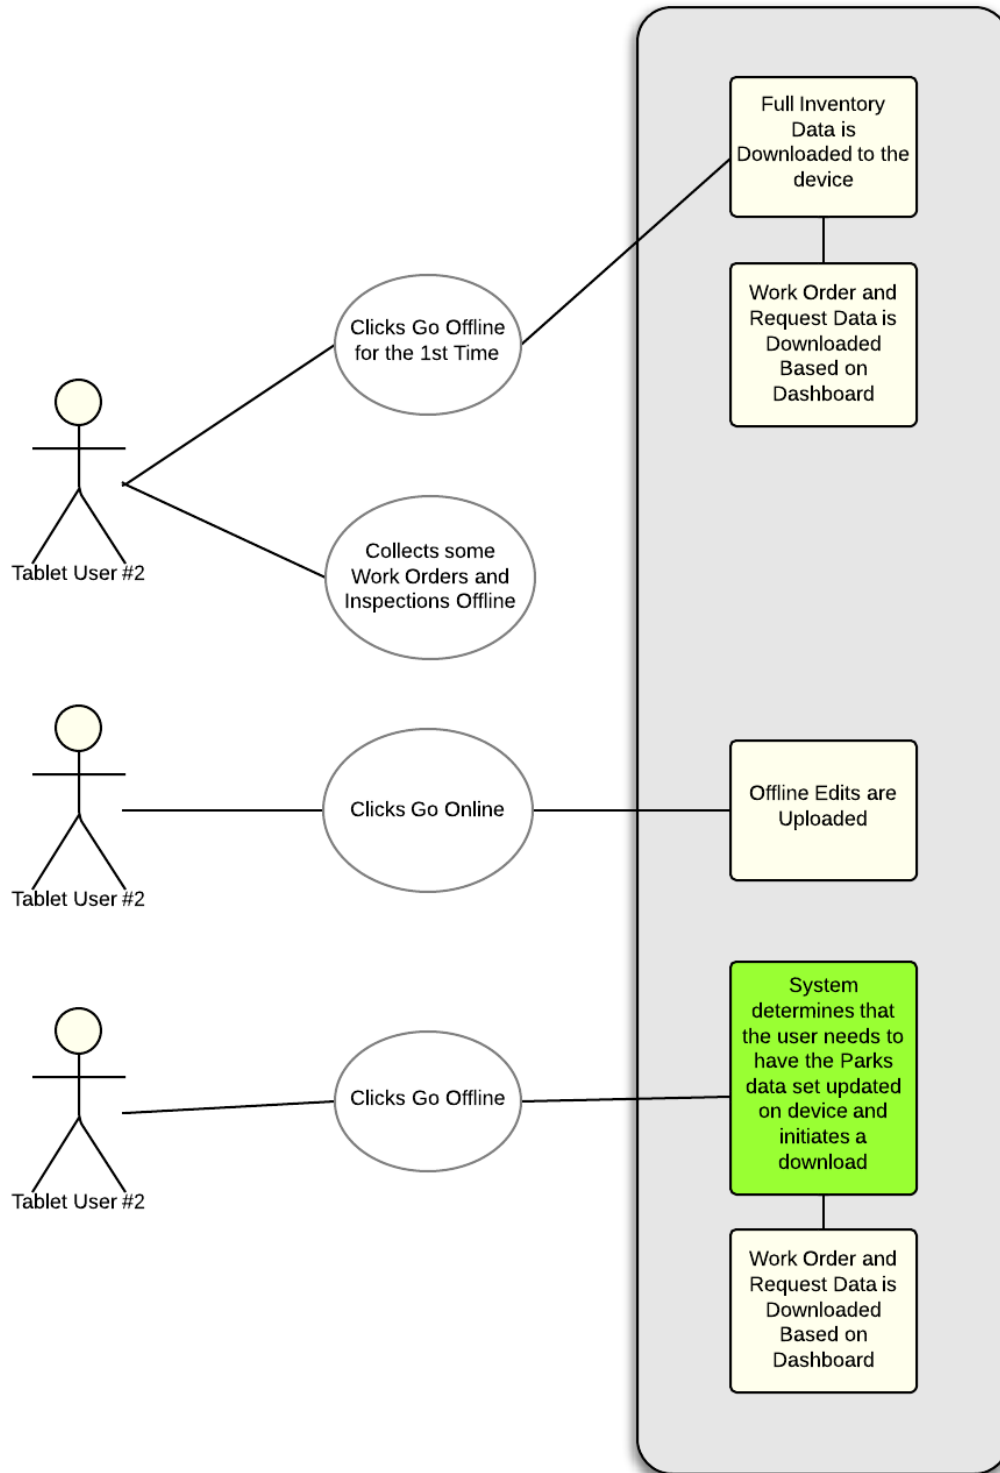 Full Inventory
Data is
Downloaded to the
device
Work Order and
Request Data is
Downloaded
Based on
Dashboard
Clicks Go Offline
for the 1st Time
Tablet User #2
Collects some
Work Orders and
Inspections Offline
Tablet User #2
Clicks Go Online
Offline Edits are
Uploaded
Tablet User #2
Clicks Go Offline
System
determines that
the user needs to
have the Parks
data set updated
on device and
initiates a
download
Work Order and
Request Data is
Downloaded
Based on
Dashboard